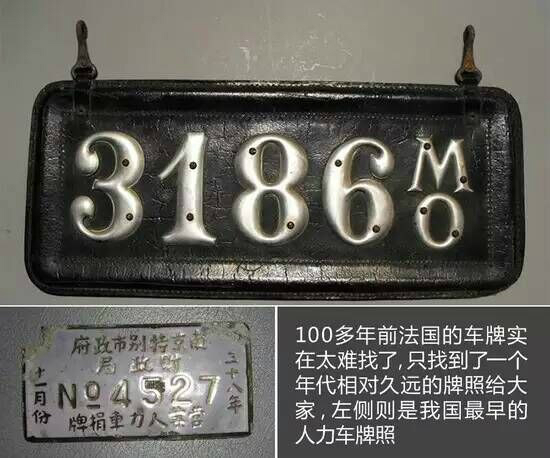 3186 MO
南京特別市政府
財政局
No 4527
營業人力車捐牌
三十八年
十一月份
100多年前法国的车牌实
在太难找了,只找到了一个
年代相对久远的牌照给大
家,左侧则是我国最早的
人力车牌照